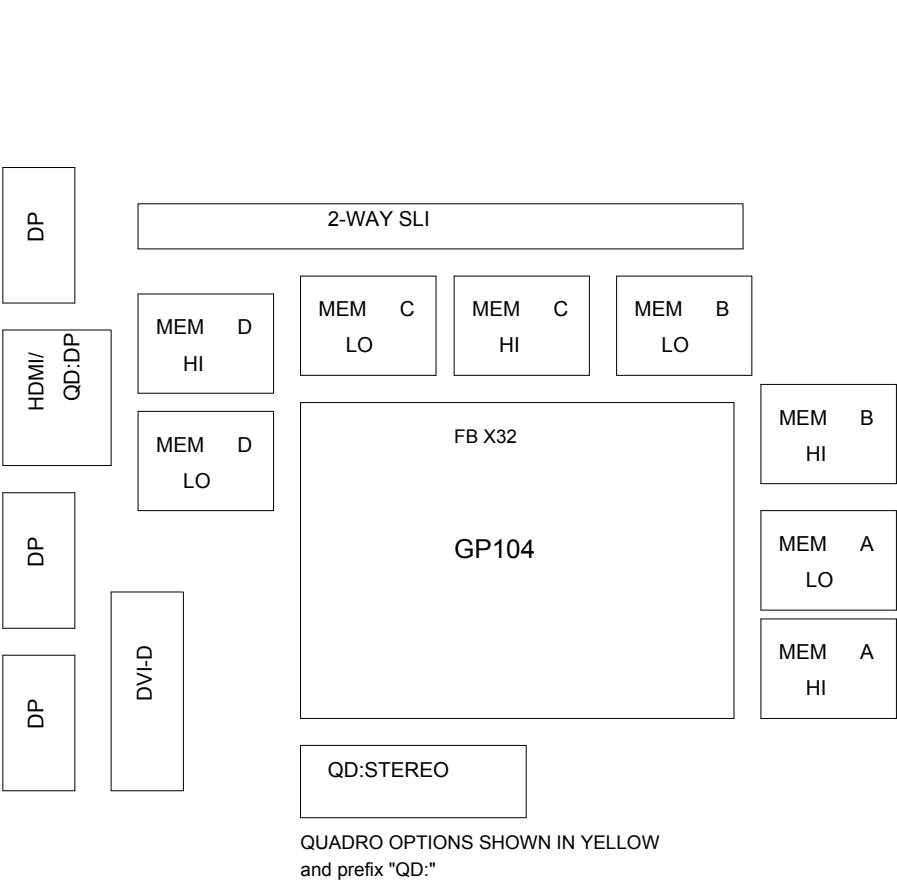 DP
2-WAY SLI
MEM D
HI
MEM C
LO
MEM C
HI
MEM B
LO
HDMI/
QD:DP
MEM D
LO
FB X32
GP104
MEM B
HI
DP
MEM A
LO
DVI-D
MEM A
HI
DP
QD:STEREO
QUADRO OPTIONS SHOWN IN YELLOW
and prefix "QD:"